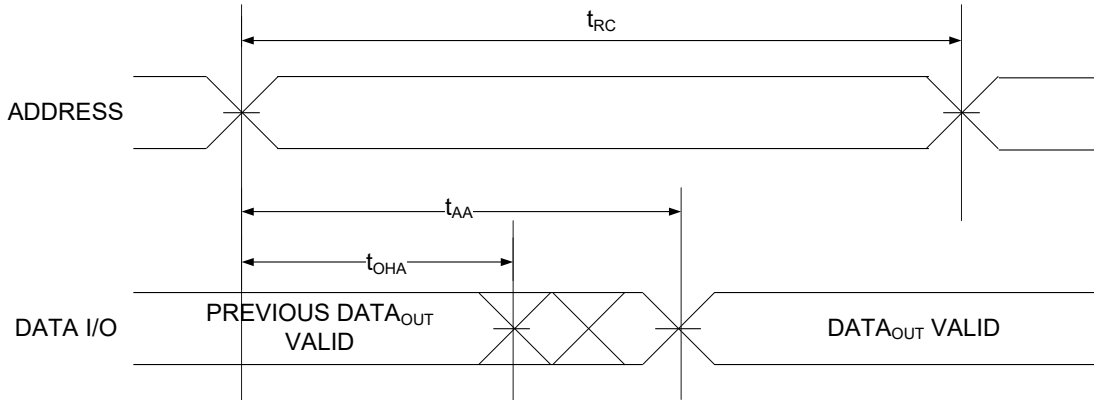 tRC
ADDRESS
tAA
tOHA
DATA I/O
PREVIOUS DATAOUT
VALID
DATAOUT VALID